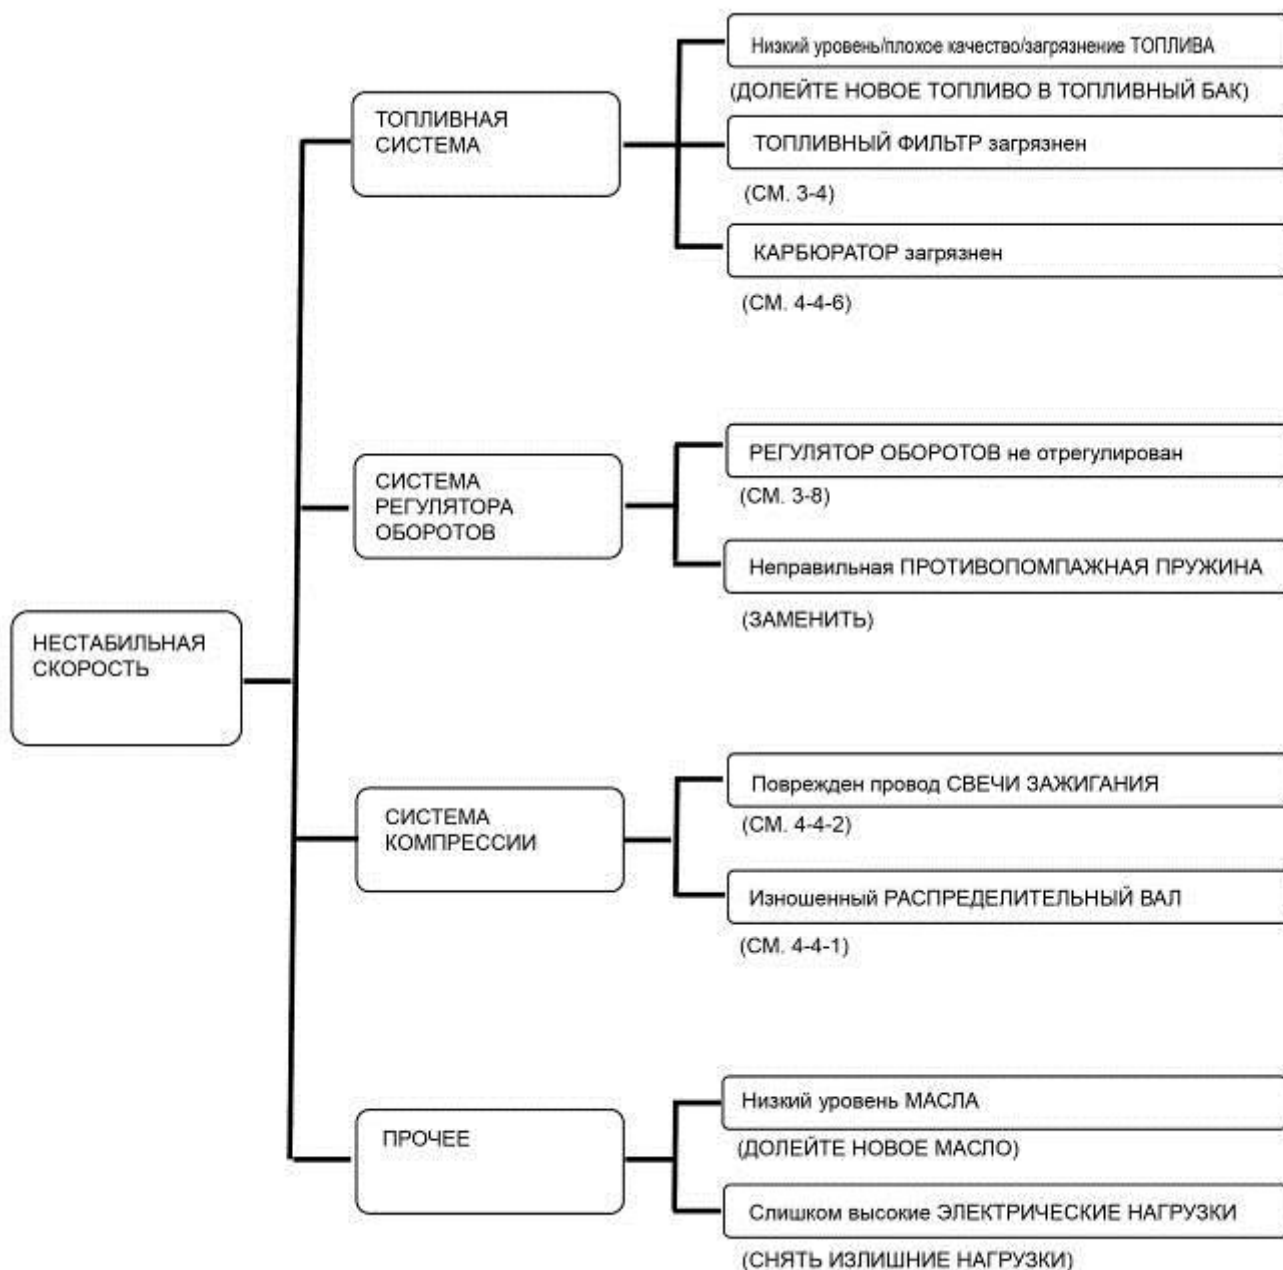 НЕСТАБИЛЬНАЯ
СКОРОСТЬ
ТОПЛИВНАЯ
СИСТЕМА
Низкий уровень/плохое качество/загрязнение ТОПЛИВА
(ДОЛЕЙТЕ НОВОЕ ТОПЛИВО В ТОПЛИВНЫЙ БАК)
ТОПЛИВНЫЙ ФИЛЬТР загрязнен
(СМ. 3-4)
КАРБЮРАТОР загрязнен
(СМ. 4-4-6)
СИСТЕМА
РЕГУЛЯТОРА
ОБОРОТОВ
РЕГУЛЯТОР ОБОРОТОВ не отрегулирован
(СМ. 3-8)
Неправильная ПРОТИВОПОМПАЖНАЯ ПРУЖИНА
(ЗАМЕНИТЬ)
СИСТЕМА
КОМПРЕССИИ
Поврежден провод СВЕЧИ ЗАЖИГАНИЯ
(СМ. 4-4-2)
Изношенный РАСПРЕДЕЛИТЕЛЬНЫЙ ВАЛ
(СМ. 4-4-1)
ПРОЧЕЕ
Низкий уровень МАСЛА
(ДОЛЕЙТЕ НОВОЕ МАСЛО)
Слишком высокие ЭЛЕКТРИЧЕСКИЕ НАГРУЗКИ
(СНЯТЬ ИЗЛИШНИЕ НАГРУЗКИ)